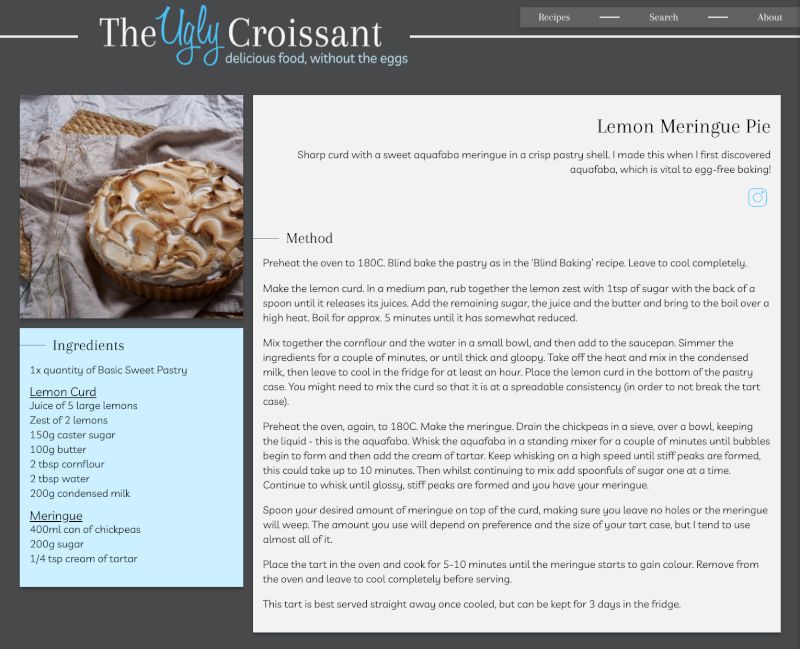 The Ugly Croissant
delicious food, without the eggs
Recipes
Search
About
Lemon Meringue Pie
Sharp curd with a sweet aquafaba meringue in a crisp pastry shell. I made this when I first discovered
aquafaba, which is vital to egg-free baking!
Ingredients
1x quantity of Basic Sweet Pastry
Lemon Curd
Juice of 5 large lemons
Zest of 2 lemons
150g caster sugar
100g butter
2 tbsp cornflour
2 tbsp water
200g condensed milk
Meringue
400ml can of chickpeas
200g sugar
1/4 tsp cream of tartar
Method
Preheat the oven to 180C. Blind bake the pastry as in the 'Blind Baking' recipe. Leave to cool completely.
Make the lemon curd. In a medium pan, rub together the lemon zest with 1tsp of sugar with the back of a
spoon until it releases its juices. Add the remaining sugar, the juice and the butter and bring to the boil over a
high heat. Boil for approx. 5 minutes until it has somewhat reduced.
Mix together the cornflour and the water in a small bowl, and then add to the saucepan. Simmer the
ingredients for a couple of minutes, or until thick and gloopy. Take off the heat and mix in the condensed
milk, then leave to cool in the fridge for at least an hour. Place the lemon curd in the bottom of the pastry
case. You might need to mix the curd so that it is at a spreadable consistency (in order to not break the tart
case).
Preheat the oven, again, to 180C. Make the meringue. Drain the chickpeas in a sieve, over a bowl, keeping
the liquid - this is the aquafaba. Whisk the aquafaba in a standing mixer for a couple of minutes until bubbles
begin to form and then add the cream of tartar. Keep whisking on a high speed until stiff peaks are formed,
this could take up to 10 minutes. Then whilst continuing to mix add spoonfuls of sugar one at a time.
Continue to whisk until glossy, stiff peaks are formed and you have your meringue.
Spoon your desired amount of meringue on top of the curd, making sure you leave no holes or the meringue
will weep. The amount you use will depend on preference and the size of your tart case, but I tend to use
almost all of it.
Place the tart in the oven and cook for 5-10 minutes until the meringue starts to gain colour. Remove from
the oven and leave to cool completely before serving.
This tart is best served straight away once cooled, but can be kept for 3 days in the fridge.